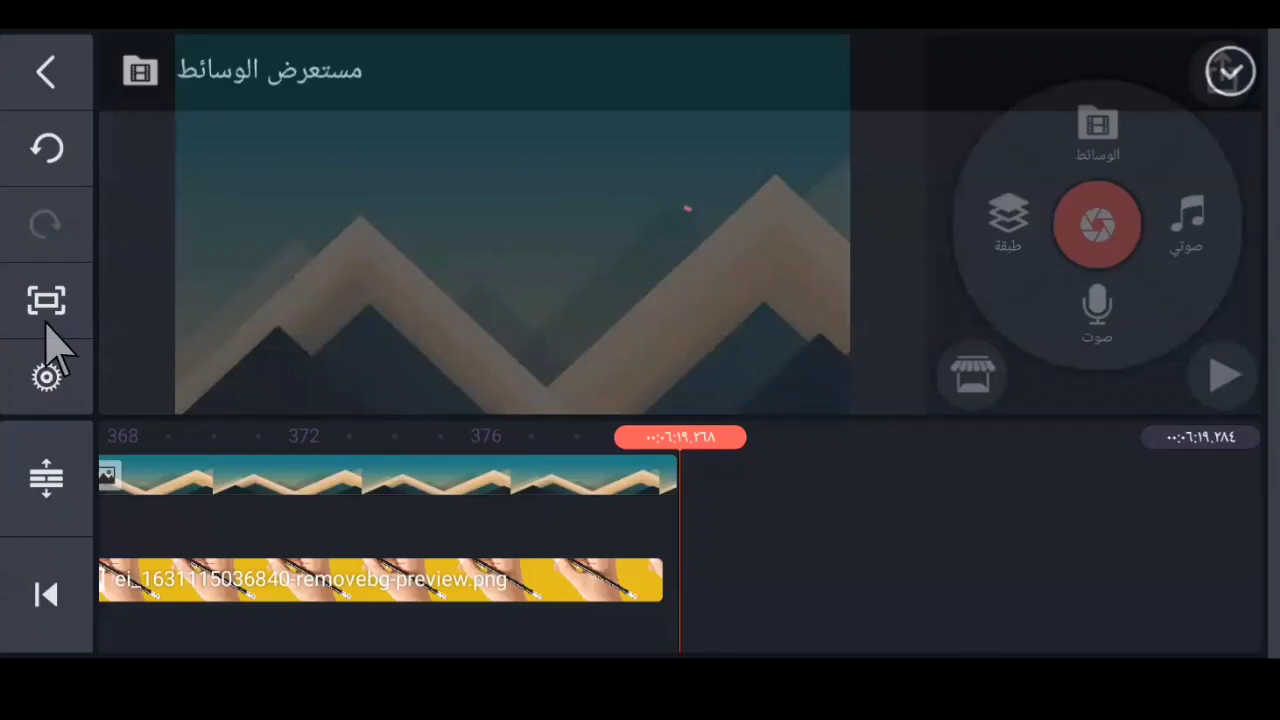 مستعرض الوسائط
الوسائط
طبقة
صوتي
صوت
368
372
376
٠٠:٠٦:١٩.٢٦٨
٠٠:٠٦:١٩.٢٨٤
ei_1631115036840-removebg-preview.png